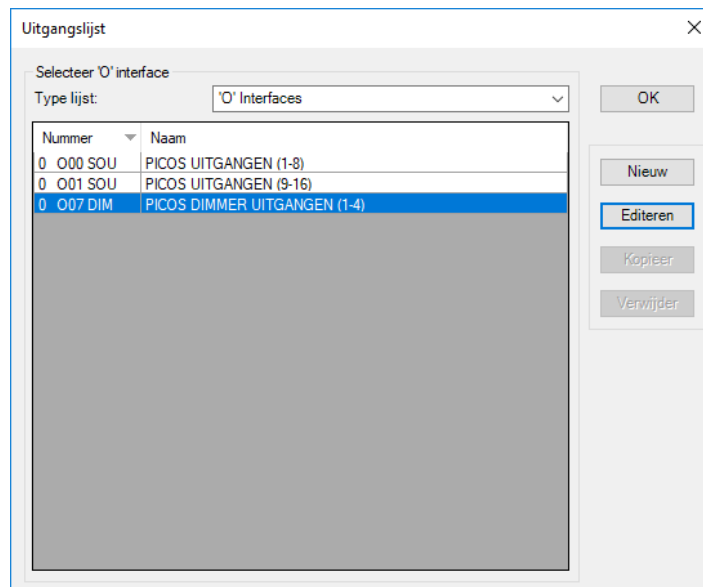 Uitgangslijst
Selecteer 'O' interface
Type lijst: 'O' Interfaces
OK
Nummer Naam
0 O00 SOU PICOS UITGANGEN (1-8)
0 O01 SOU PICOS UITGANGEN (9-16)
0 O07 DIM PICOS DIMMER UITGANGEN (1-4)
Nieuw
Editeren
Kopieer
Verwijder